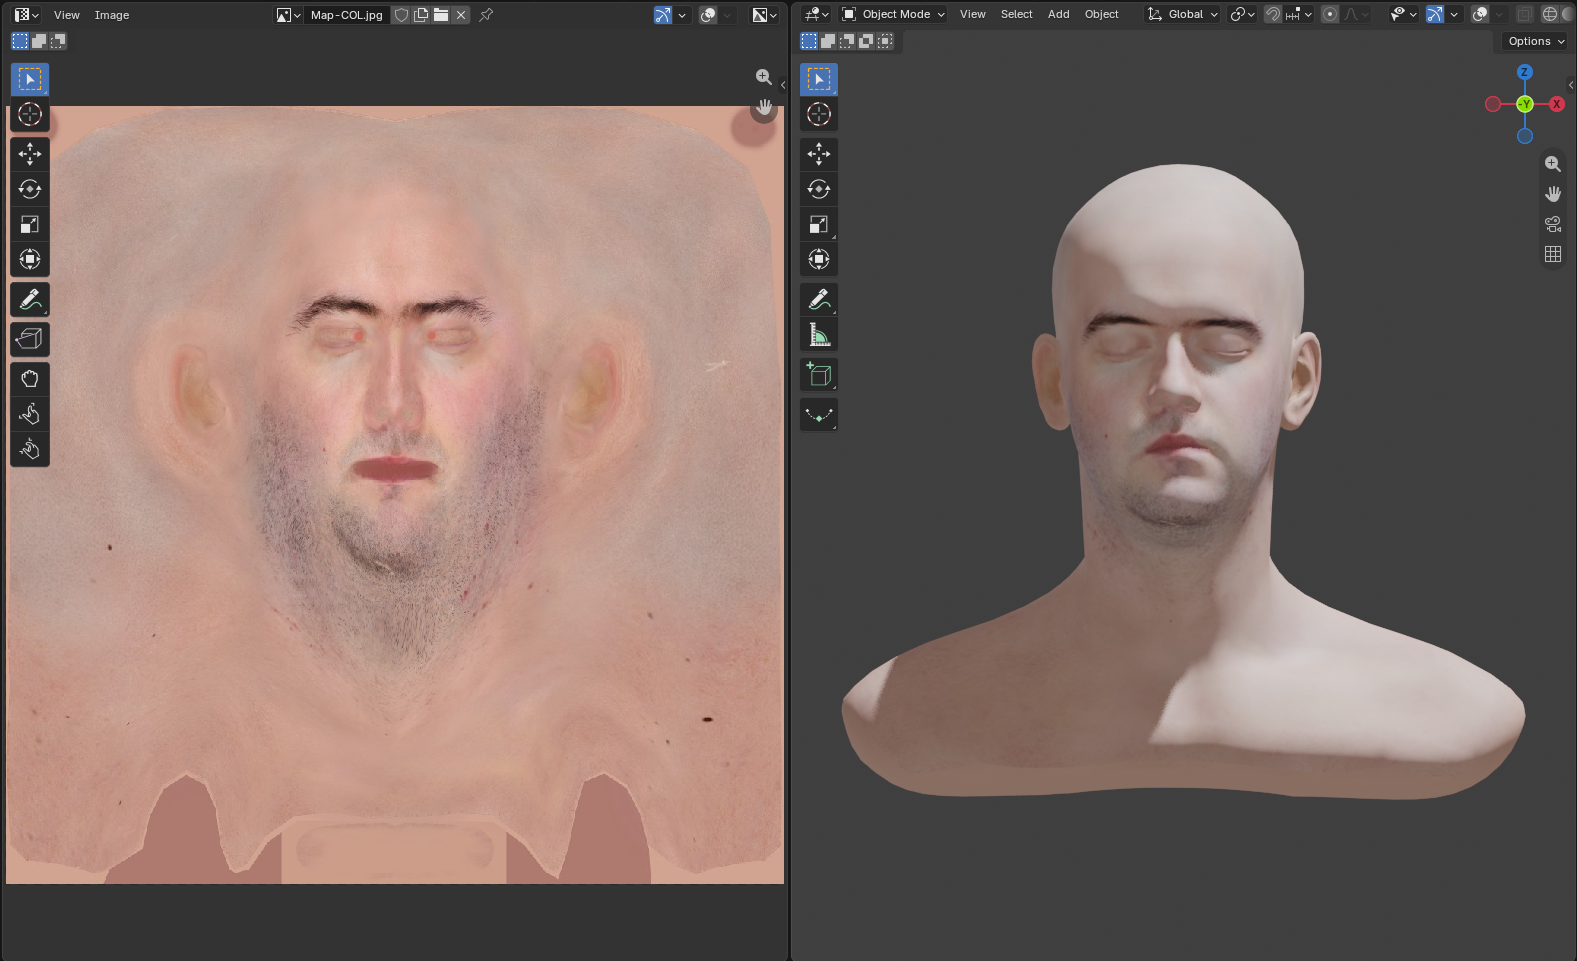 View Image Map-COL.jpg
Object Mode View Select Add Object Global
Options
Z
-Y
X